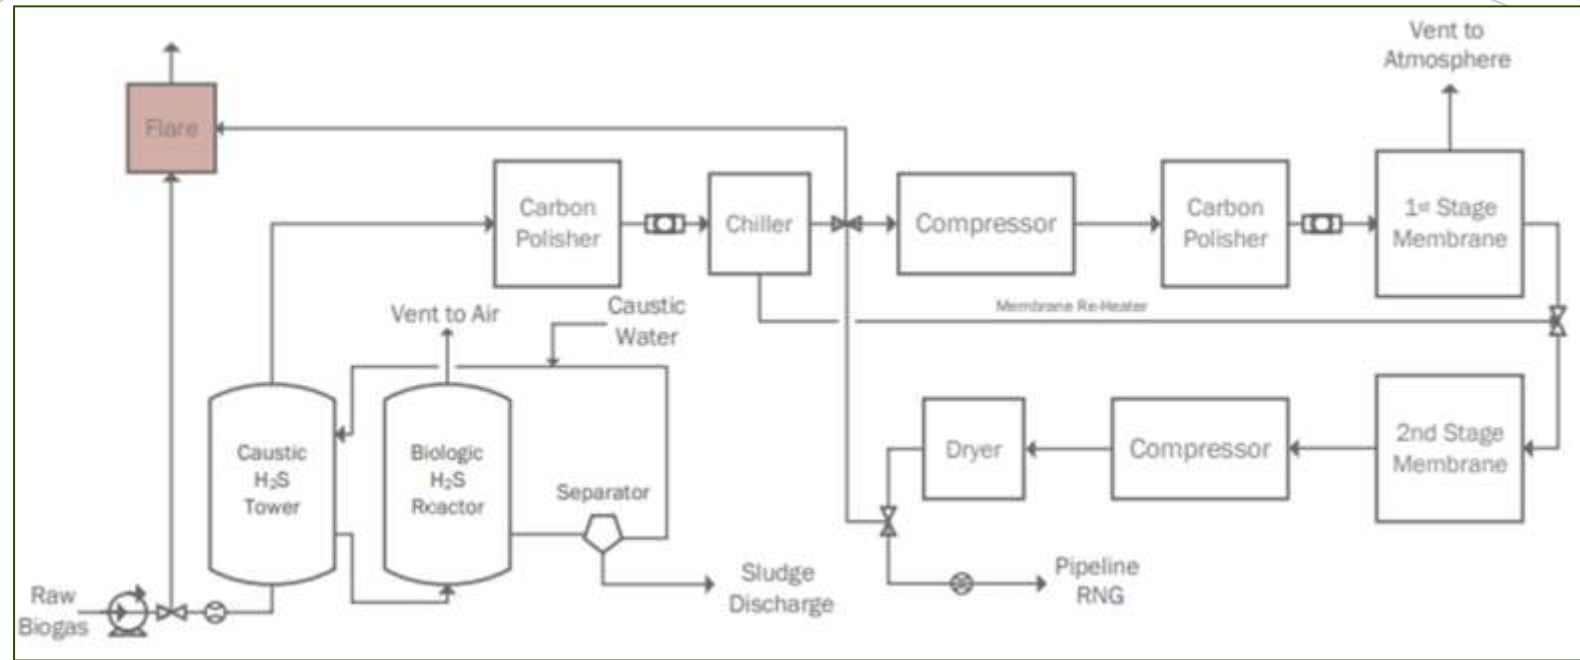 Vent to
Atmosphere
Flare
Carbon
Polisher
Chiller
Compressor
Carbon
Polisher
1st Stage
Membrane
Membrane Re-Heater
Vent to Air
Caustic
Water
Caustic
H₂S
Tower
Biologic
H₂S
Separator
Dryer
Compressor
2nd Stage
Membrane
Sludge
Discharge
Pipeline
RNG
Raw
Biogas